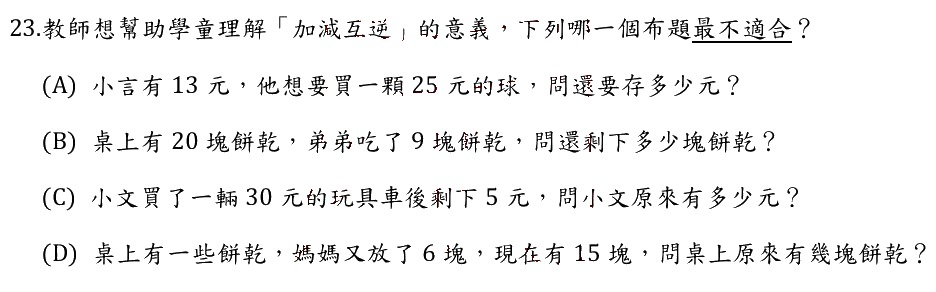 23.教師想幫助學童理解「加減互逆」的意義，下列哪一個布題最不適合？
(A) 小言有 13 元，他想要買一顆 25 元的球，問還要存多少元？
(B) 桌上有 20 塊餅乾，弟弟吃了 9 塊餅乾，問還剩下多少塊餅乾？
(C) 小文買了一輛 30 元的玩具車後剩下 5 元，問小文原來有多少元？
(D) 桌上有一些餅乾，媽媽又放了 6 塊，現在有 15 塊，問桌上原來有幾塊餅乾？